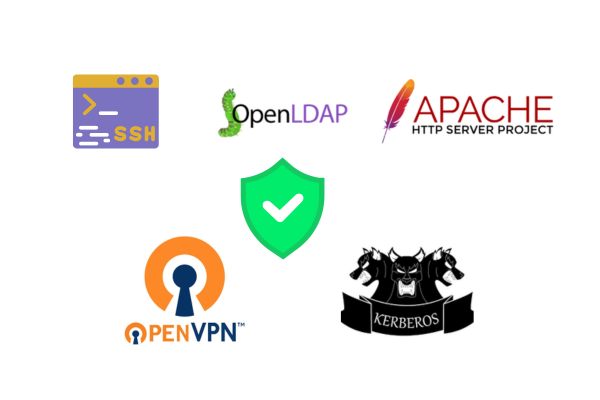 SSH
OpenLDAP
APACHE
HTTP SERVER PROJECT
OPENVPN™
KERBEROS